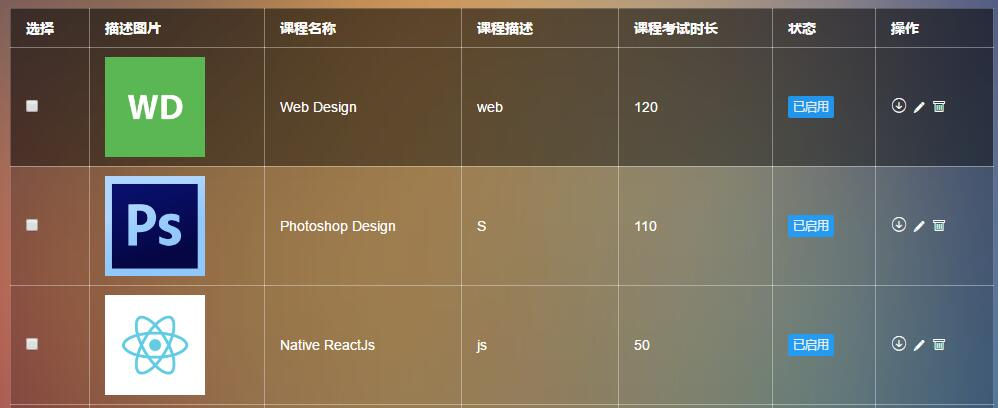 选择 描述图片 课程名称 课程描述 课程考试时长 状态 操作
WD Web Design web 120 已启用
Ps Photoshop Design S 110 已启用
Native ReactJs js 50 已启用